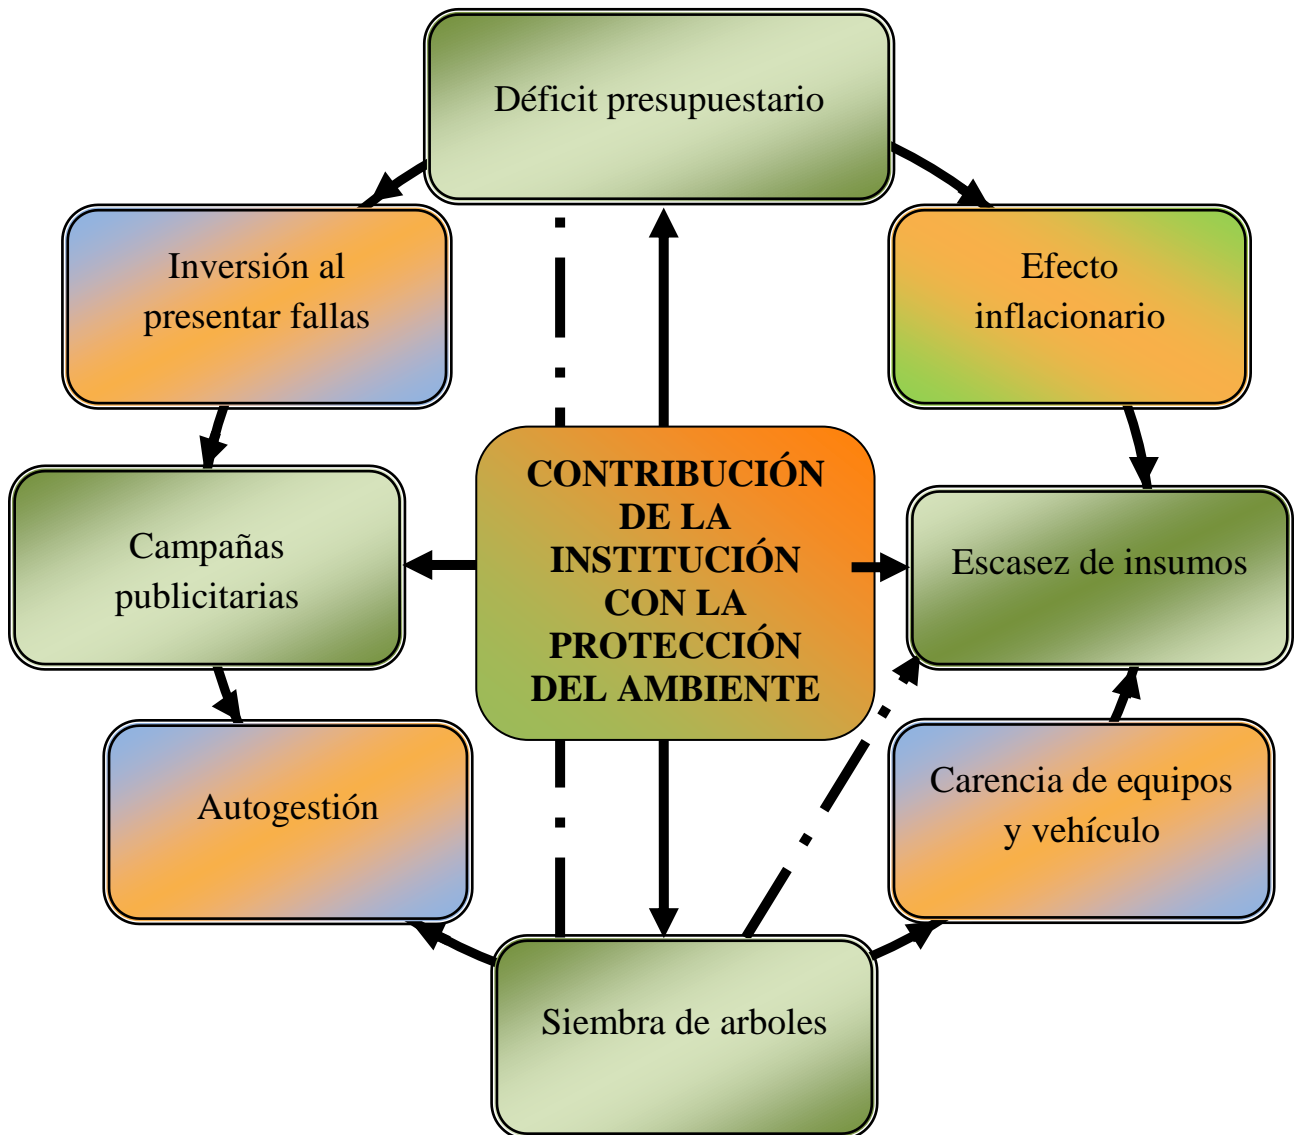 Déficit presupuestario
Inversión al
presentar fallas
Efecto
inflacionario
CONTRIBUCIÓN
DE LA
INSTITUCIÓN
CON LA
PROTECCIÓN
DEL AMBIENTE
Campañas
publicitarias
Escasez de insumos
Autogestión
Carencia de equipos
y vehículo
Siembra de arboles